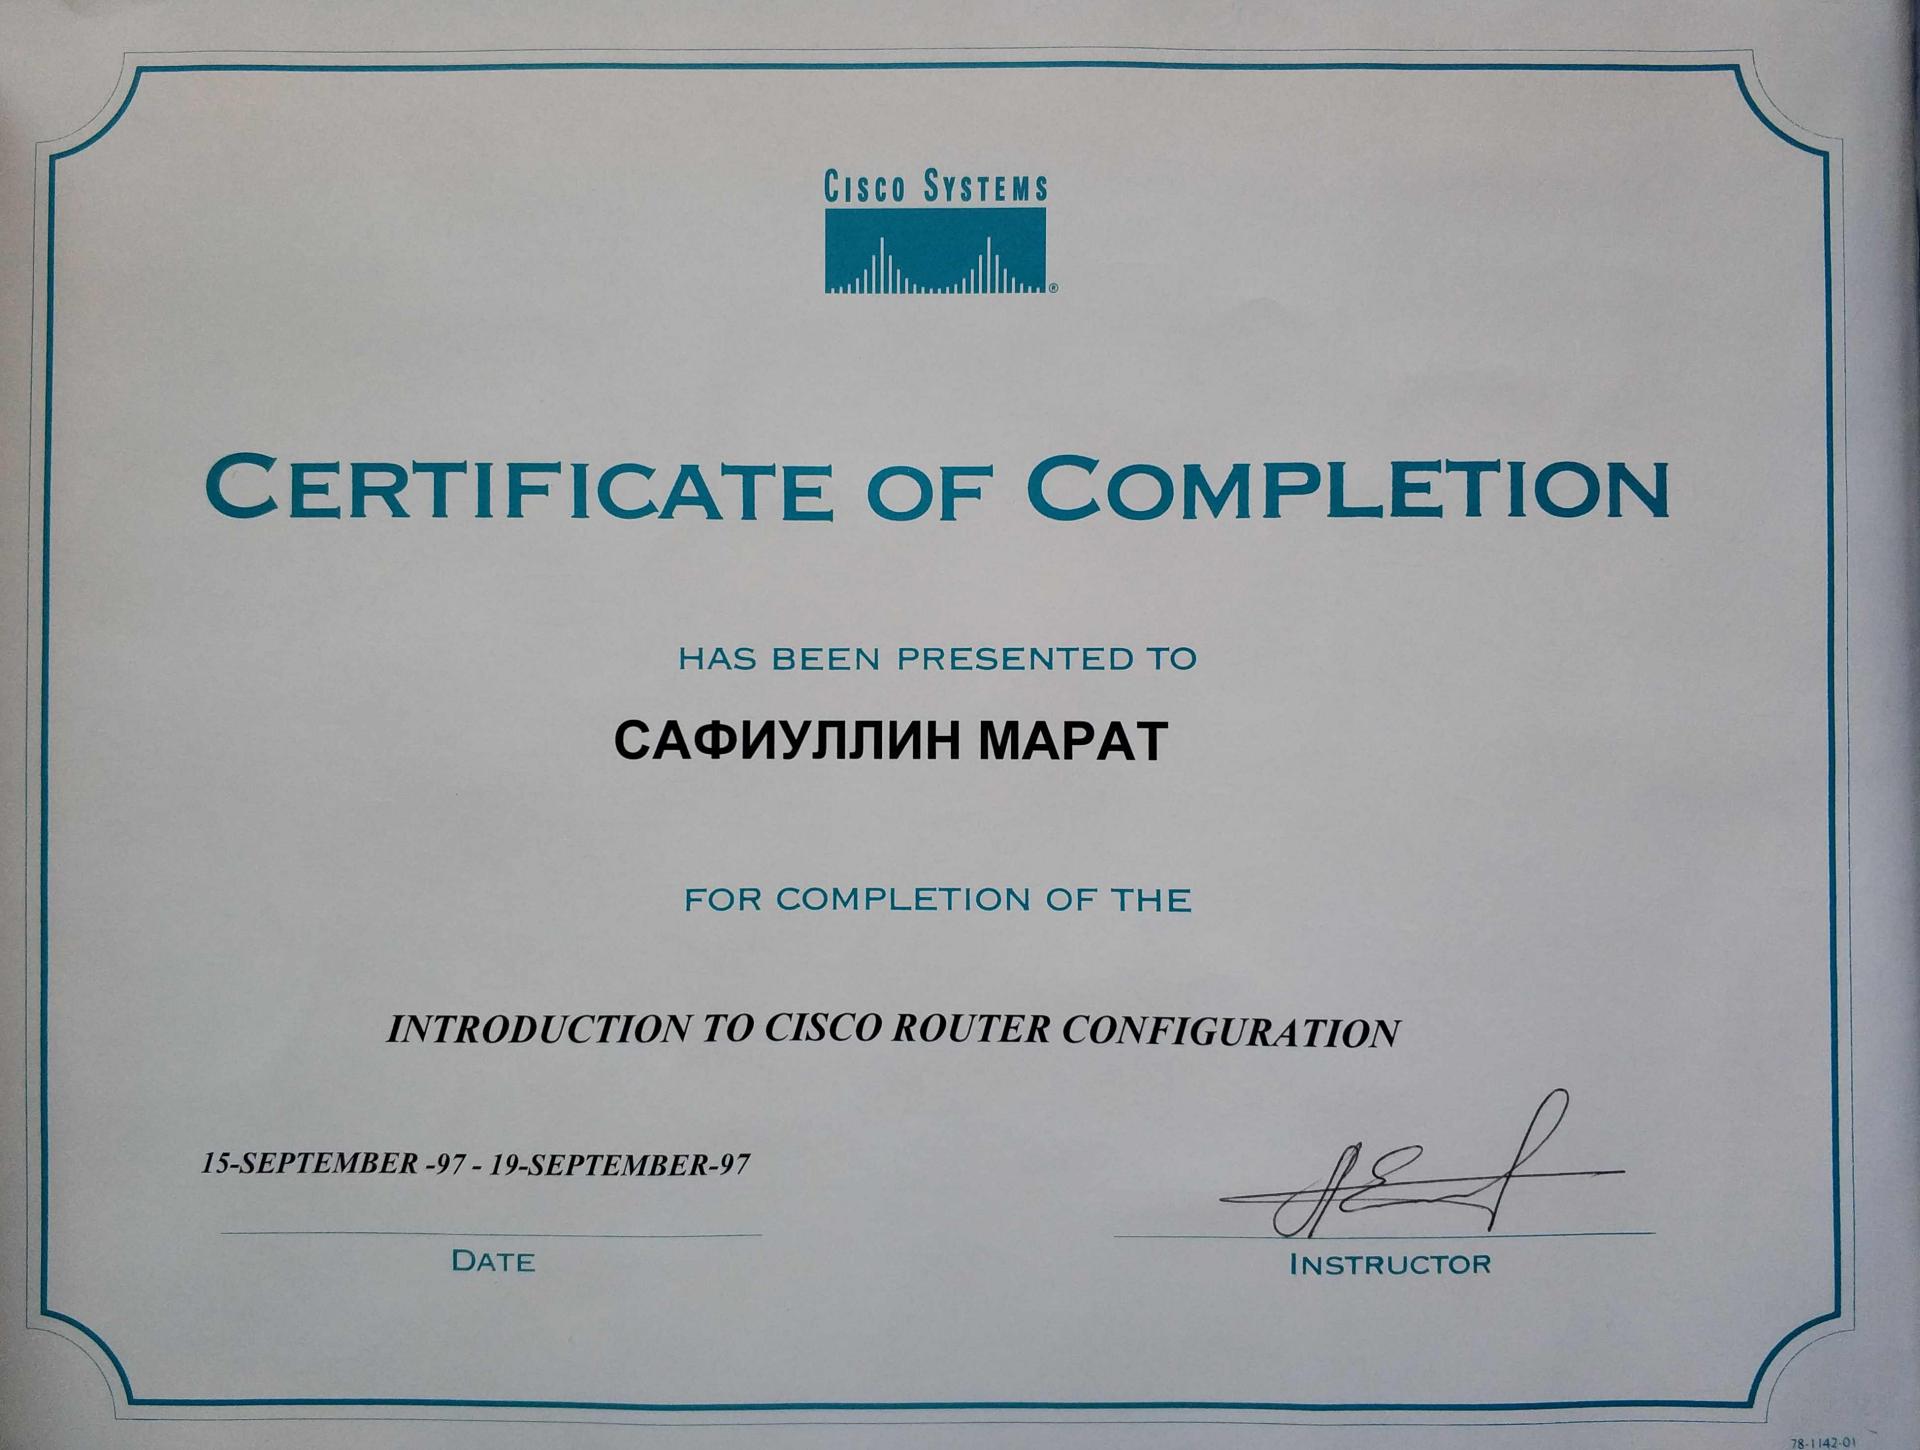 CISCO SYSTEMS
®
CERTIFICATE OF COMPLETION
HAS BEEN PRESENTED TO
САФИУЛЛИН МАРАТ
FOR COMPLETION OF THE
INTRODUCTION TO CISCO ROUTER CONFIGURATION
15-SEPTEMBER -97 - 19-SEPTEMBER-97
DATE
INSTRUCTOR
78-1142-01